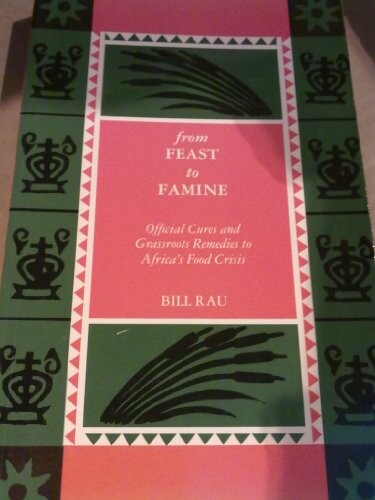 from
FEAST
to
FAMINE
Official Cures and
Grassroots Remedies to
Africa's Food Crisis
BILL RAU